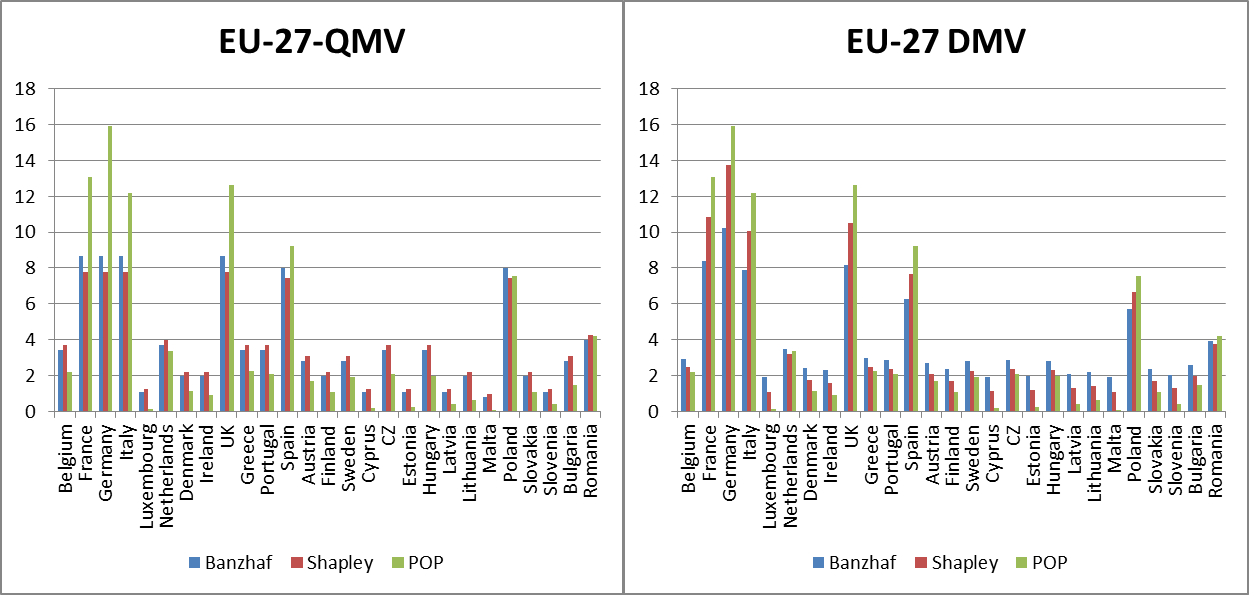 EU-27-QMV
18
16
14
12
10
8
6
4
2
0
Belgium
France
Germany
Italy
Luxembourg
Netherlands
Denmark
Ireland
UK
Greece
Portugal
Spain
Austria
Finland
Sweden
Cyprus
CZ
Estonia
Hungary
Latvia
Lithuania
Malta
Poland
Slovakia
Slovenia
Bulgaria
Romania
Banzhaf Shapley POP
EU-27 DMV
18
16
14
12
10
8
6
4
2
0
Belgium
France
Germany
Italy
Luxembourg
Netherlands
Denmark
Ireland
UK
Greece
Portugal
Spain
Austria
Finland
Sweden
Cyprus
CZ
Estonia
Hungary
Latvia
Lithuania
Malta
Poland
Slovakia
Slovenia
Bulgaria
Romania
Banzhaf Shapley POP